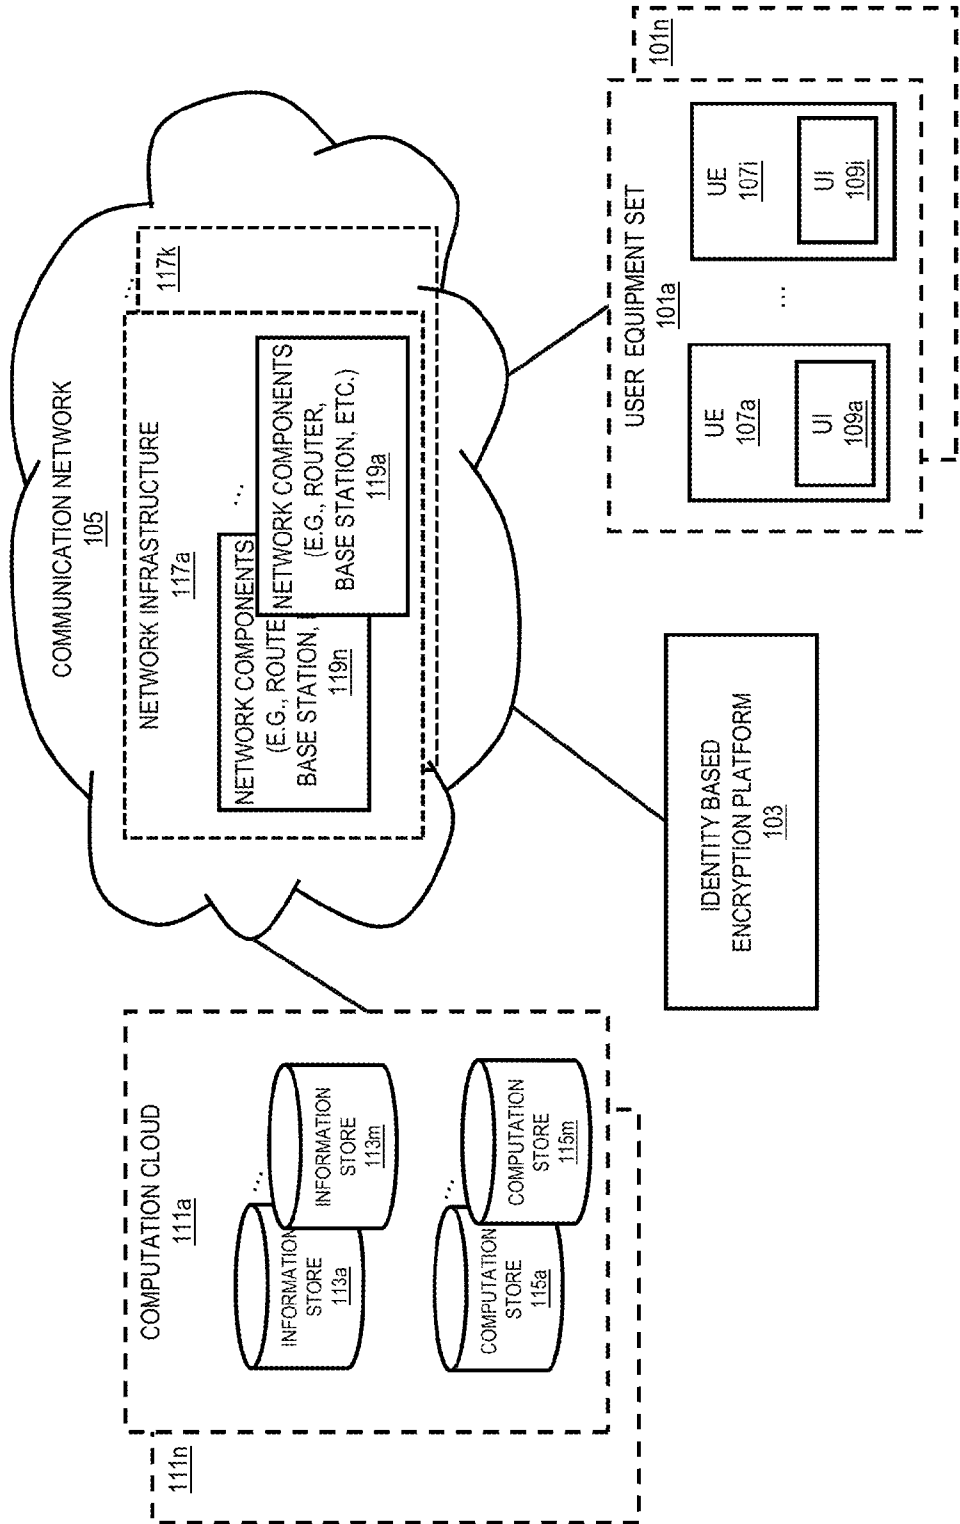 COMMUNICATION NETWORK
105
NETWORK INFRASTRUCTURE
117a
117k
...
NETWORK COMPONENTS
(E.G., ROUTE
BASE STATION,
119n
...
NETWORK COMPONENTS
(E.G., ROUTER,
BASE STATION, ETC.)
119a
111n
COMPUTATION CLOUD
111a
INFORMATION
STORE
113a
...
INFORMATION
STORE
113m
COMPUTATION
STORE
115a
...
COMPUTATION
STORE
115m
IDENTITY BASED
ENCRYPTION PLATFORM
103
101n
USER EQUIPMENT SET
101a
UE
107a
UI
109a
...
UE
107i
UI
109i